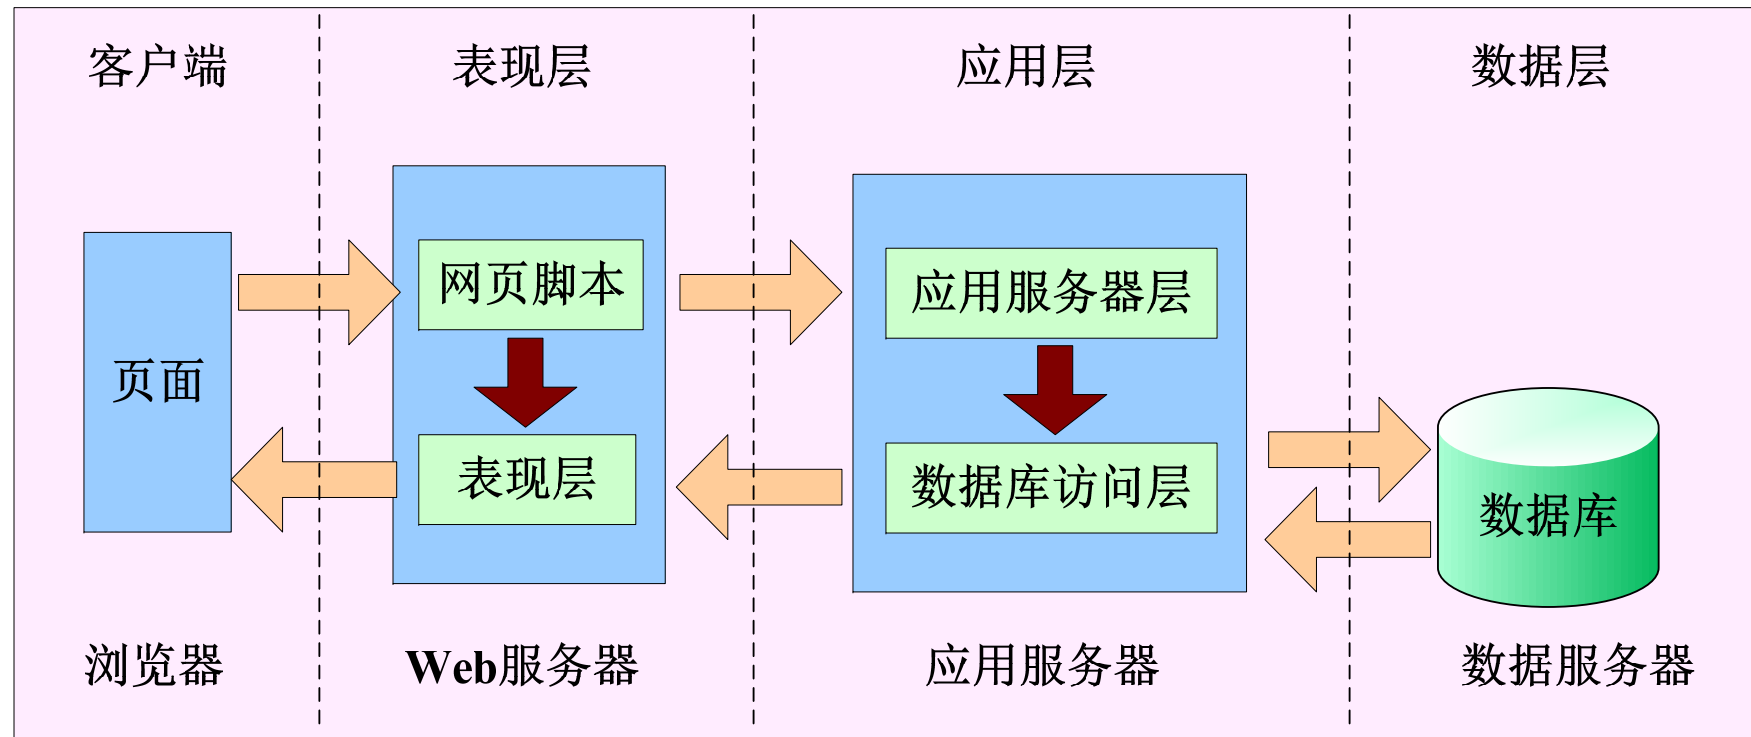 客户端
表现层
应用层
数据层
页面
网页脚本
表现层
应用服务器层
数据库访问层
数据库
浏览器
Web服务器
应用服务器
数据服务器